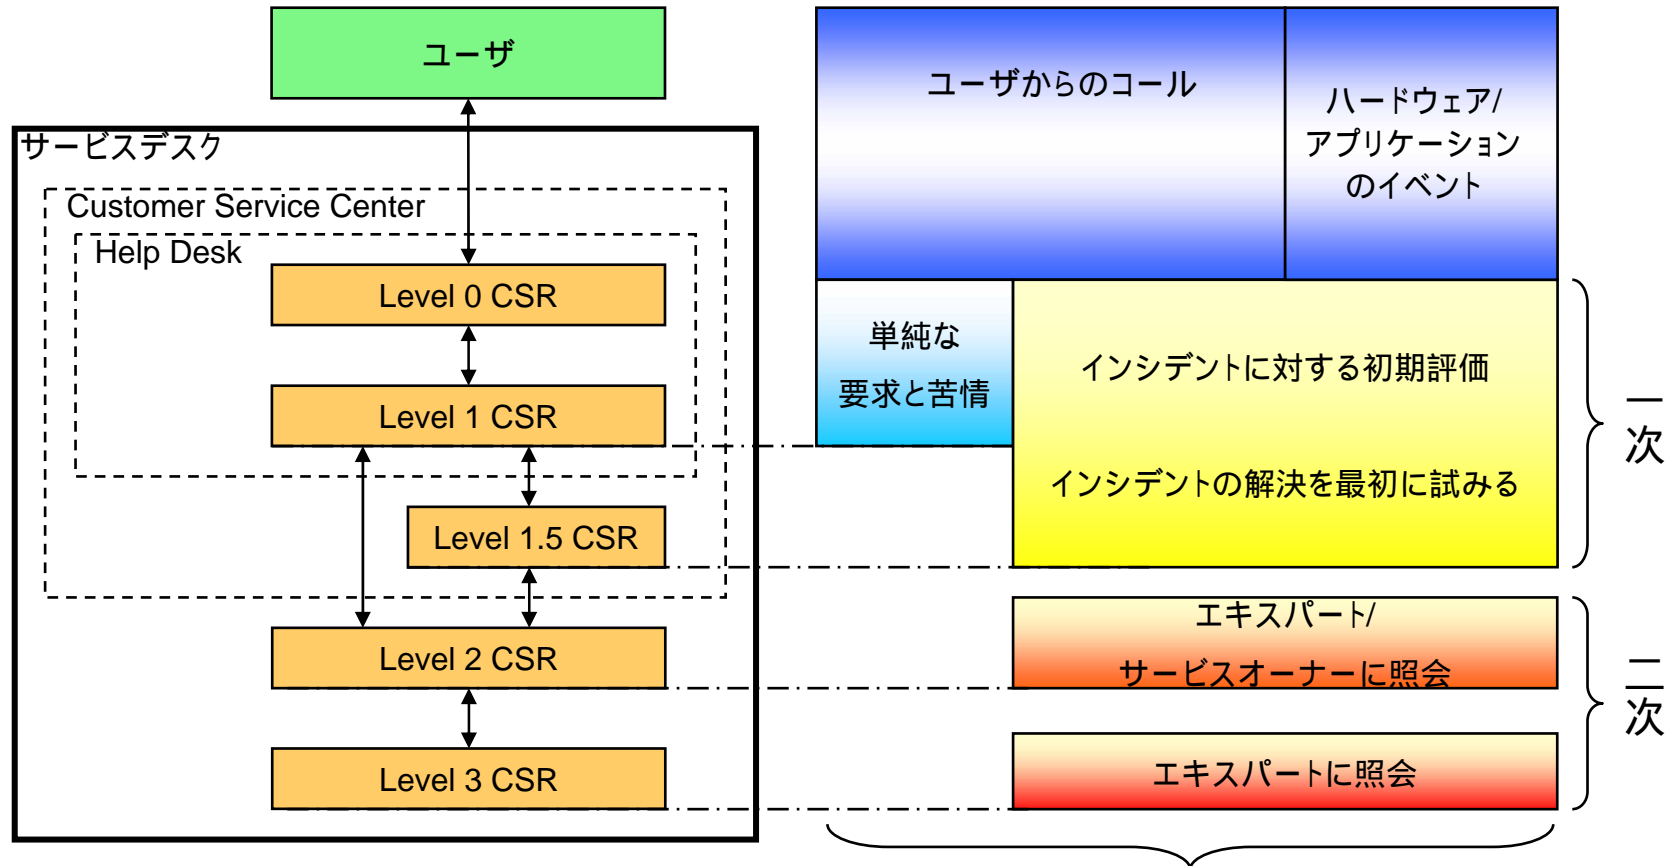 ユーザ
サービスデスク
Customer Service Center
Help Desk
Level 0 CSR
Level 1 CSR
Level 1.5 CSR
Level 2 CSR
Level 3 CSR
ユーザからのコール
ハードウェア/
アプリケーション
のイベント
単純な
要求と苦情
インシデントに対する初期評価
インシデントの解決を最初に試みる
一
次
エキスパート/
サービスオーナーに照会
エキスパートに照会
二
次